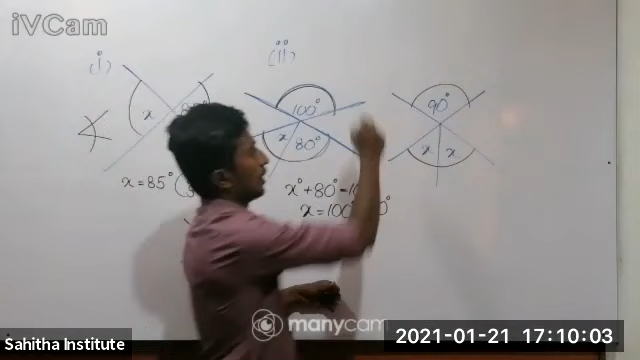 iVCam
(i)
(ii)
x
100°
x
80°
90°
x x
x = 85°
x° + 80° =
x = 100°
manycam
2021-01-21 17:10:03
Sahitha Institute